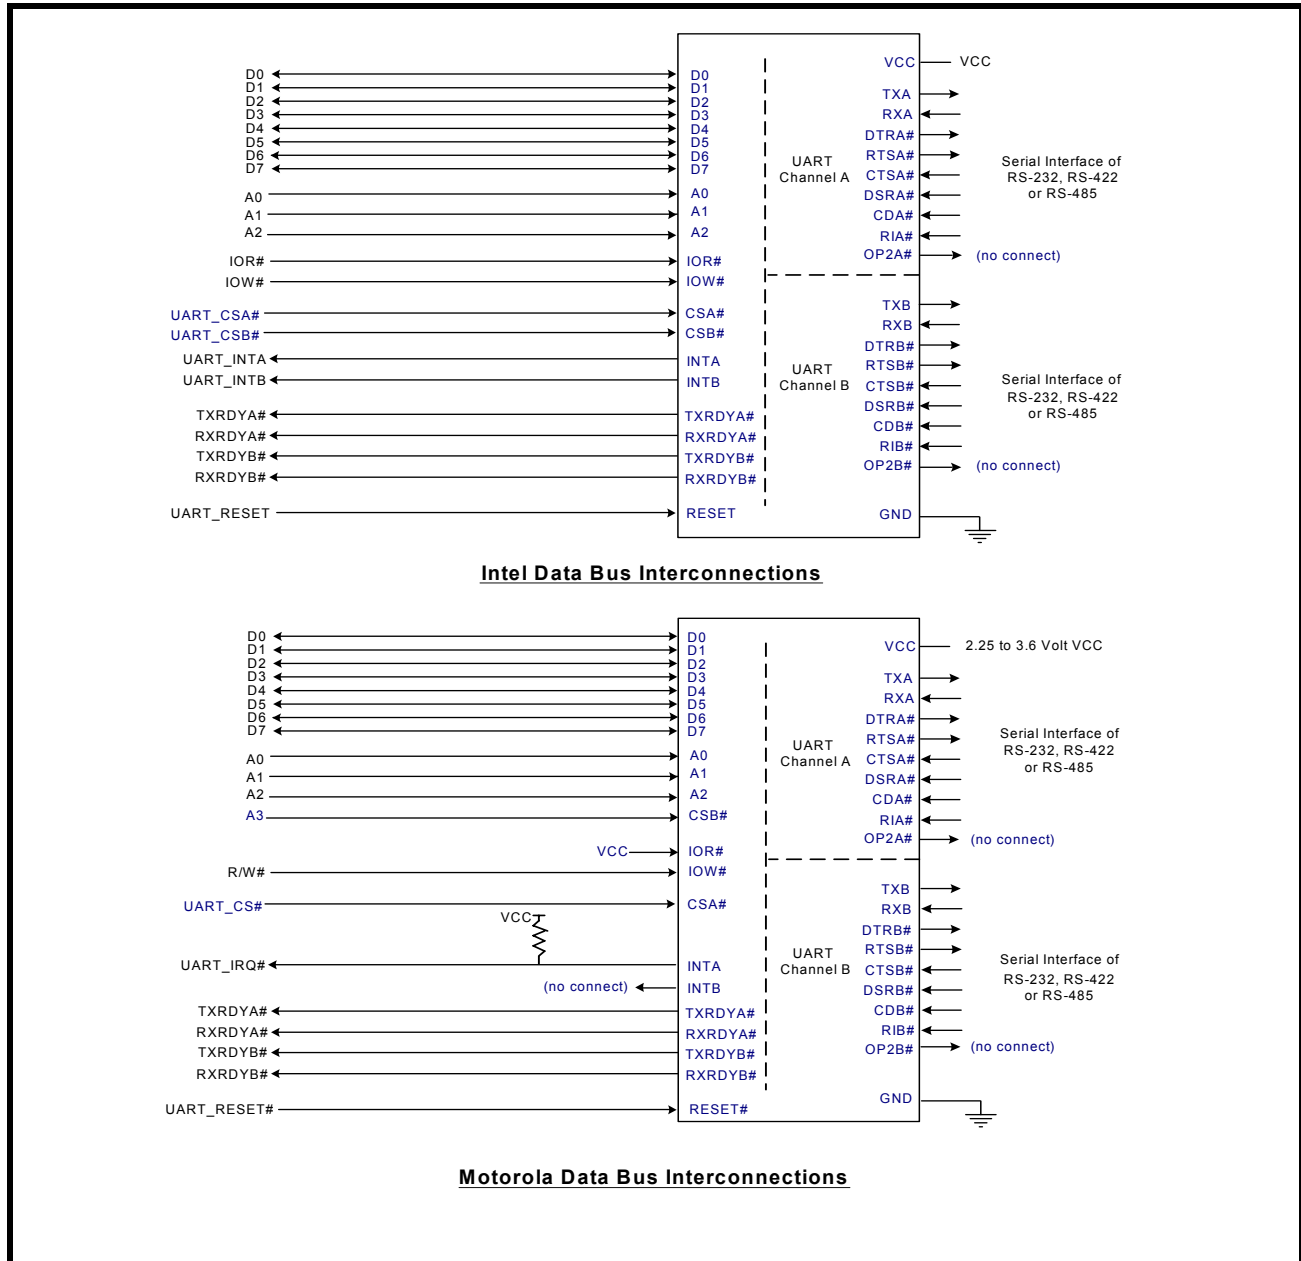 D0 D0
D1 D1
D2 D2
D3 D3
D4 D4
D5 D5
D6 D6
D7 D7
A0 A0
A1 A1
A2 A2
IOR# IOR#
IOW# IOW#
UART_CSA# CSA#
UART_CSB# CSB#
UART_INTA INTA
UART_INTB INTB
TXRDYA# TXRDYA#
RXRDYA# RXRDYA#
TXRDYB# TXRDYB#
RXRDYB# RXRDYB#
UART_RESET RESET
UART
Channel A
VCC VCC
TXA
RXA
DTRA#
RTSA#
CTSA#
DSRA#
CDA#
RIA#
OP2A# (no connect)
Serial Interface of
RS-232, RS-422
or RS-485
UART
Channel B
TXB
RXB
DTRB#
RTSB#
CTSB#
DSRB#
CDB#
RIB#
OP2B# (no connect)
Serial Interface of
RS-232, RS-422
or RS-485
GND
Intel Data Bus Interconnections
D0 D0
D1 D1
D2 D2
D3 D3
D4 D4
D5 D5
D6 D6
D7 D7
A0 A0
A1 A1
A2 A2
A3 CSB#
VCC IOR#
R/W# IOW#
UART_CS# CSA#
VCC
UART_IRQ# INTA
(no connect) INTB
TXRDYA# TXRDYA#
RXRDYA# RXRDYA#
TXRDYB# TXRDYB#
RXRDYB# RXRDYB#
UART_RESET# RESET#
UART
Channel A
VCC 2.25 to 3.6 Volt VCC
TXA
RXA
DTRA#
RTSA#
CTSA#
DSRA#
CDA#
RIA#
OP2A# (no connect)
Serial Interface of
RS-232, RS-422
or RS-485
UART
Channel B
TXB
RXB
DTRB#
RTSB#
CTSB#
DSRB#
CDB#
RIB#
OP2B# (no connect)
Serial Interface of
RS-232, RS-422
or RS-485
GND
Motorola Data Bus Interconnections